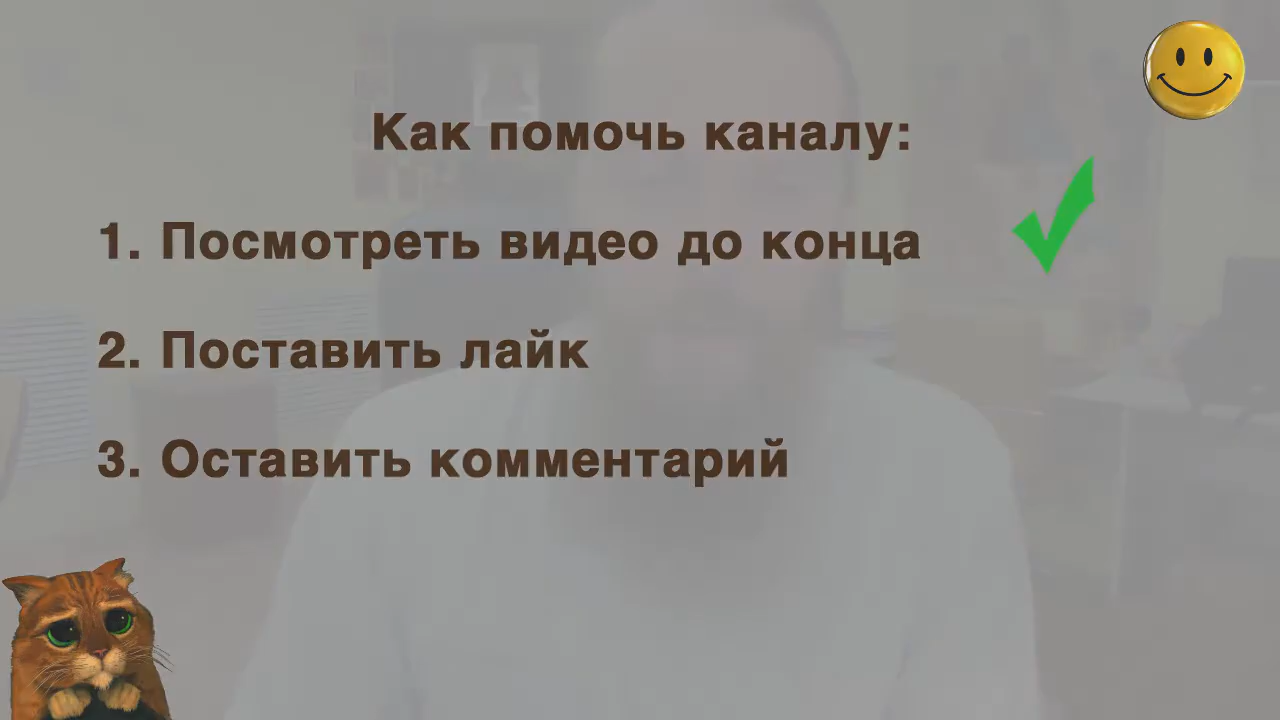 Как помочь каналу:
1. Посмотреть видео до конца
2. Поставить лайк
3. Оставить комментарий